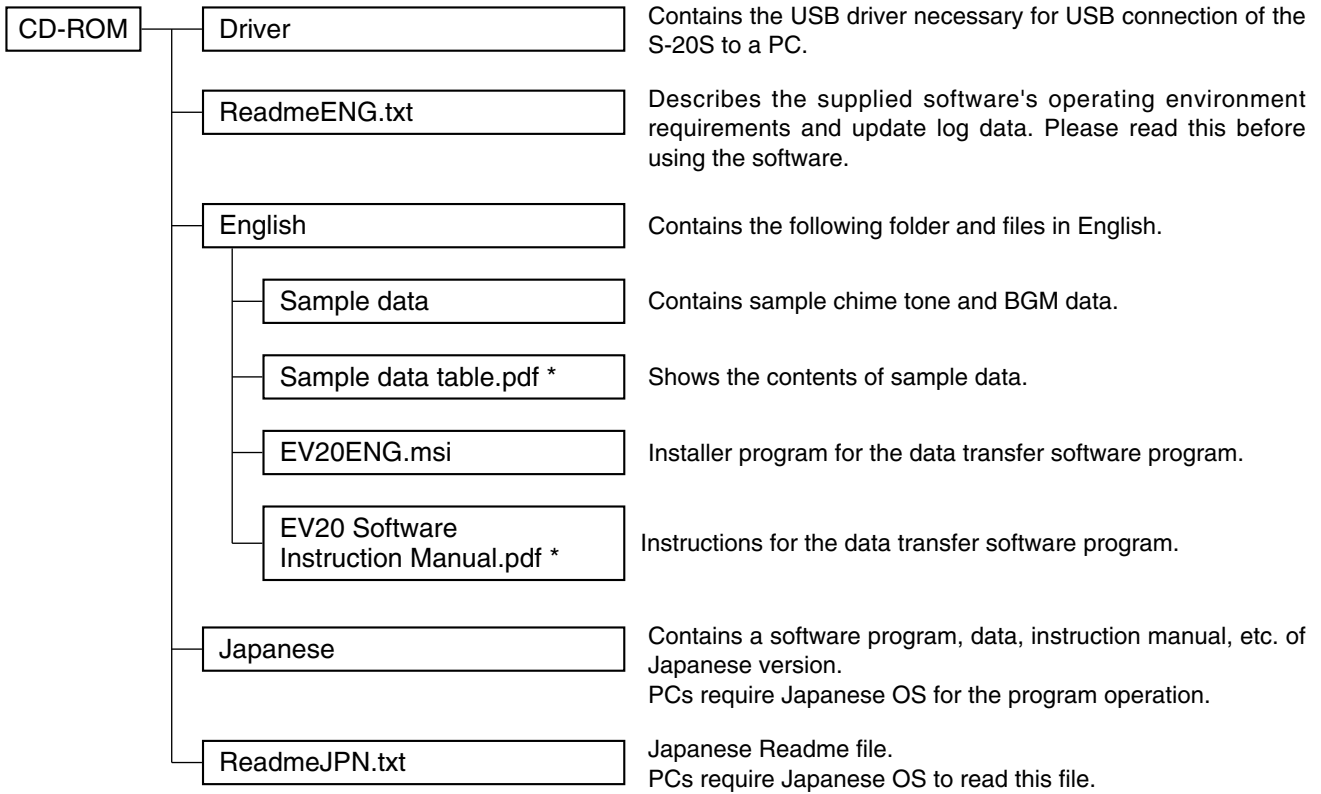 CD-ROM
Driver
Contains the USB driver necessary for USB connection of the
S-20S to a PC.
ReadmeENG.txt
Describes the supplied software's operating environment
requirements and update log data. Please read this before
using the software.
English
Contains the following folder and files in English.
Sample data
Contains sample chime tone and BGM data.
Sample data table.pdf *
Shows the contents of sample data.
EV20ENG.msi
Installer program for the data transfer software program.
EV20 Software
Instruction Manual.pdf *
Instructions for the data transfer software program.
Japanese
Contains a software program, data, instruction manual, etc. of
Japanese version.
PCs require Japanese OS for the program operation.
ReadmeJPN.txt
Japanese Readme file.
PCs require Japanese OS to read this file.